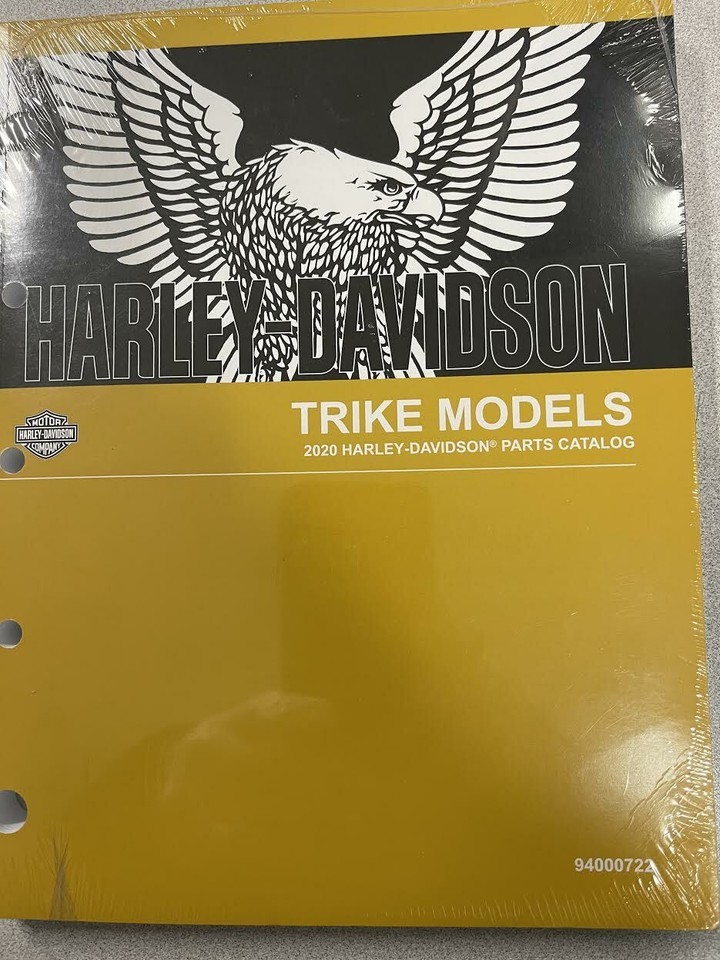 HARLEY-DAVIDSON
TRIKE MODELS
2020 HARLEY-DAVIDSON® PARTS CATALOG
MOTOR
HARLEY-DAVIDSON
COMPANY
94000722